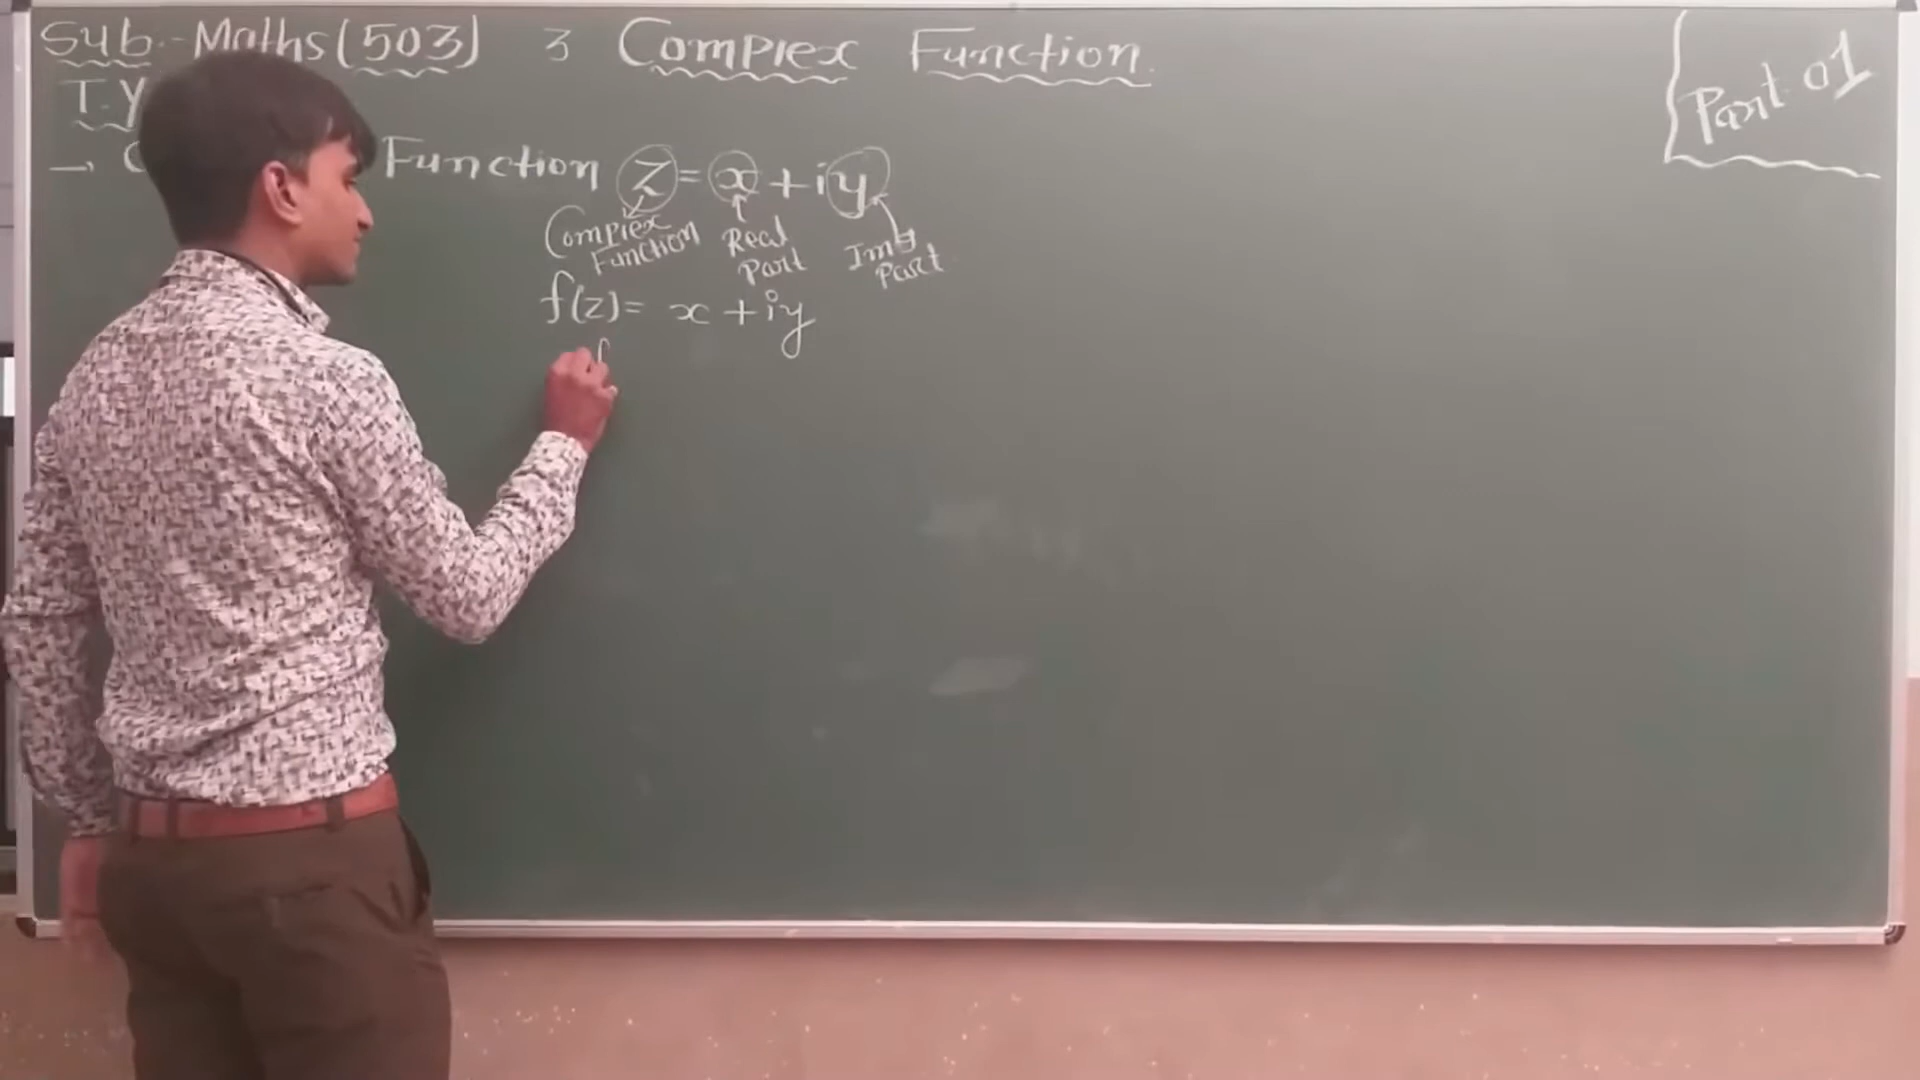 Sub.-Maths(503) 3 Complex Function.
Part 01
T.Y
→ C Function Z = x + iy
Complex Function
Real Part
Img Part
f(z) = x + iy
f